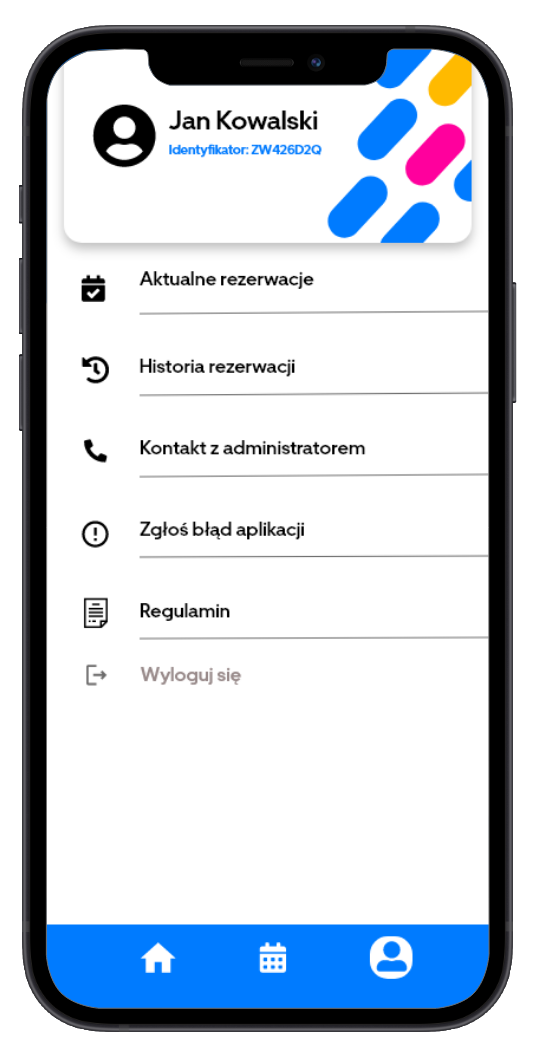 Jan Kowalski
Identyfikator: ZW426D2Q
Aktualne rezerwacje
Historia rezerwacji
Kontakt z administratorem
Zgłoś błąd aplikacji
Regulamin
Wyloguj się